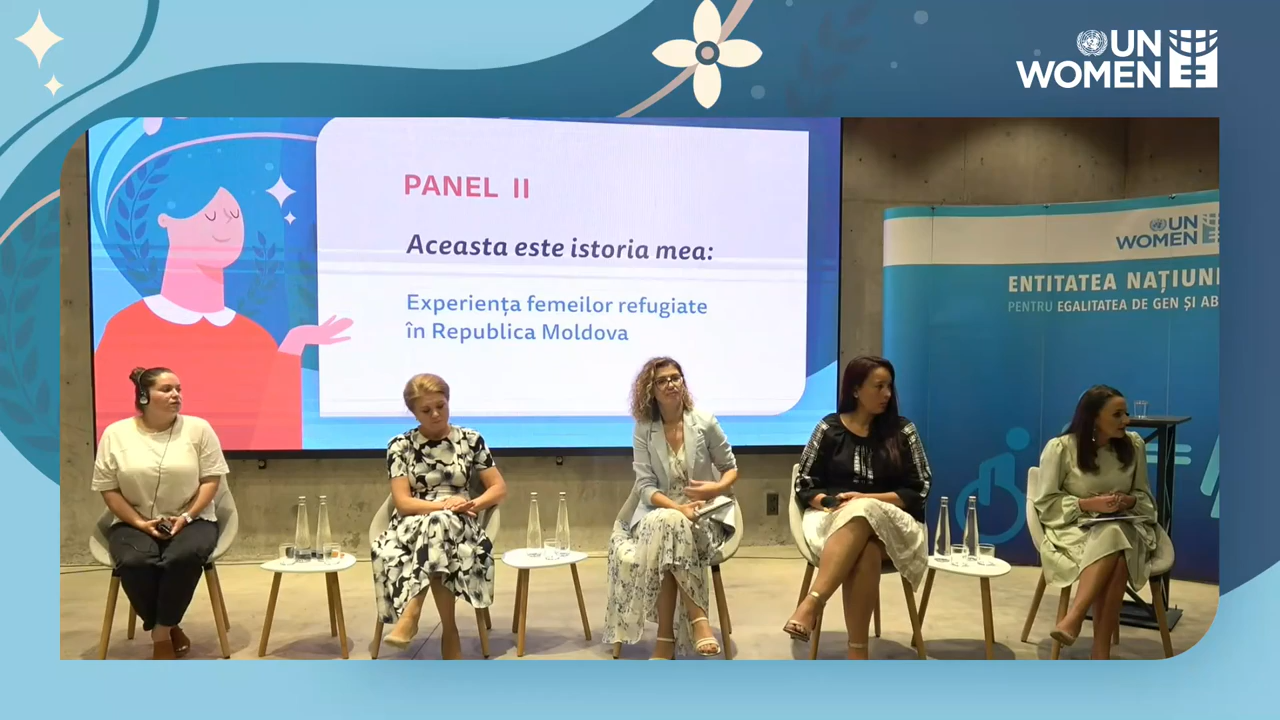 UN
WOMEN
PANEL II
Aceasta este istoria mea:
Experiența femeilor refugiate
în Republica Moldova
UN
WOMEN
ENTITATEA NAȚIUNI
PENTRU EGALITATEA DE GEN ȘI AB